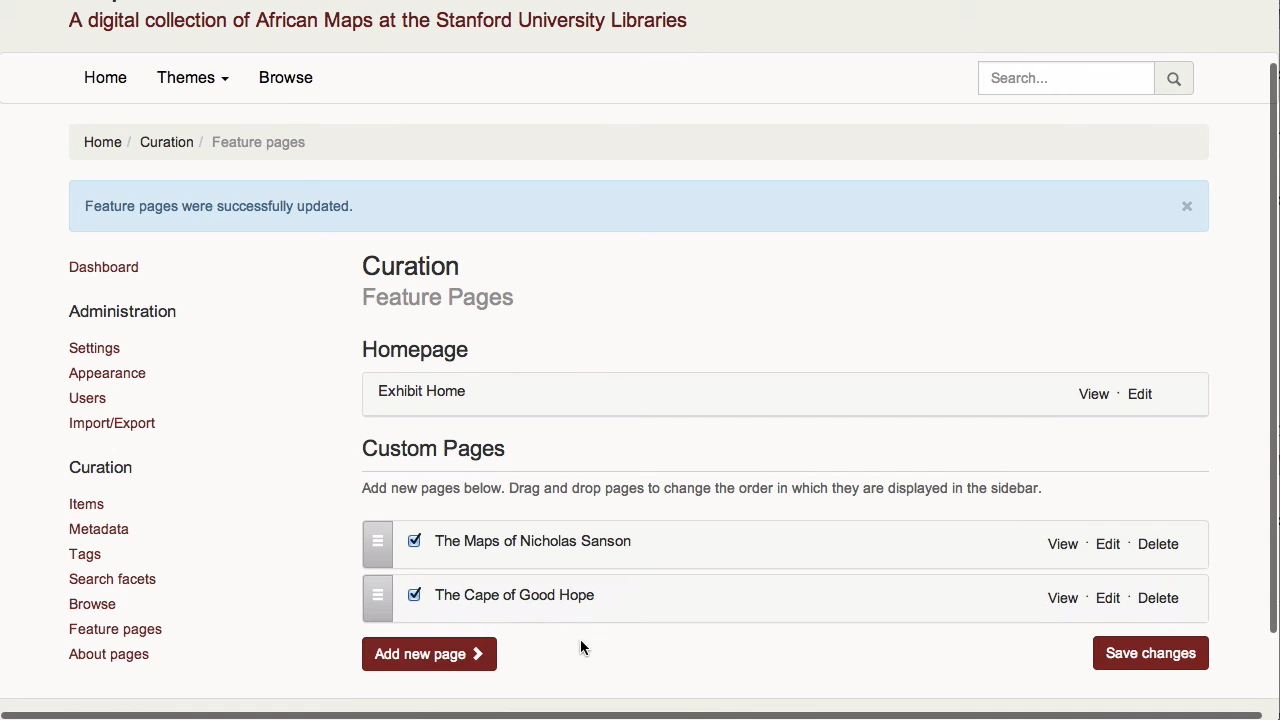 A digital collection of African Maps at the Stanford University Libraries
Home Themes Browse Search...
Home / Curation / Feature pages
Feature pages were successfully updated. ×
Dashboard
Administration
Settings
Appearance
Users
Import/Export
Curation
Items
Metadata
Tags
Search facets
Browse
Feature pages
About pages
Curation
Feature Pages
Homepage
Exhibit Home View · Edit
Custom Pages
Add new pages below. Drag and drop pages to change the order in which they are displayed in the sidebar.
The Maps of Nicholas Sanson View · Edit · Delete
The Cape of Good Hope View · Edit · Delete
Add new page Save changes